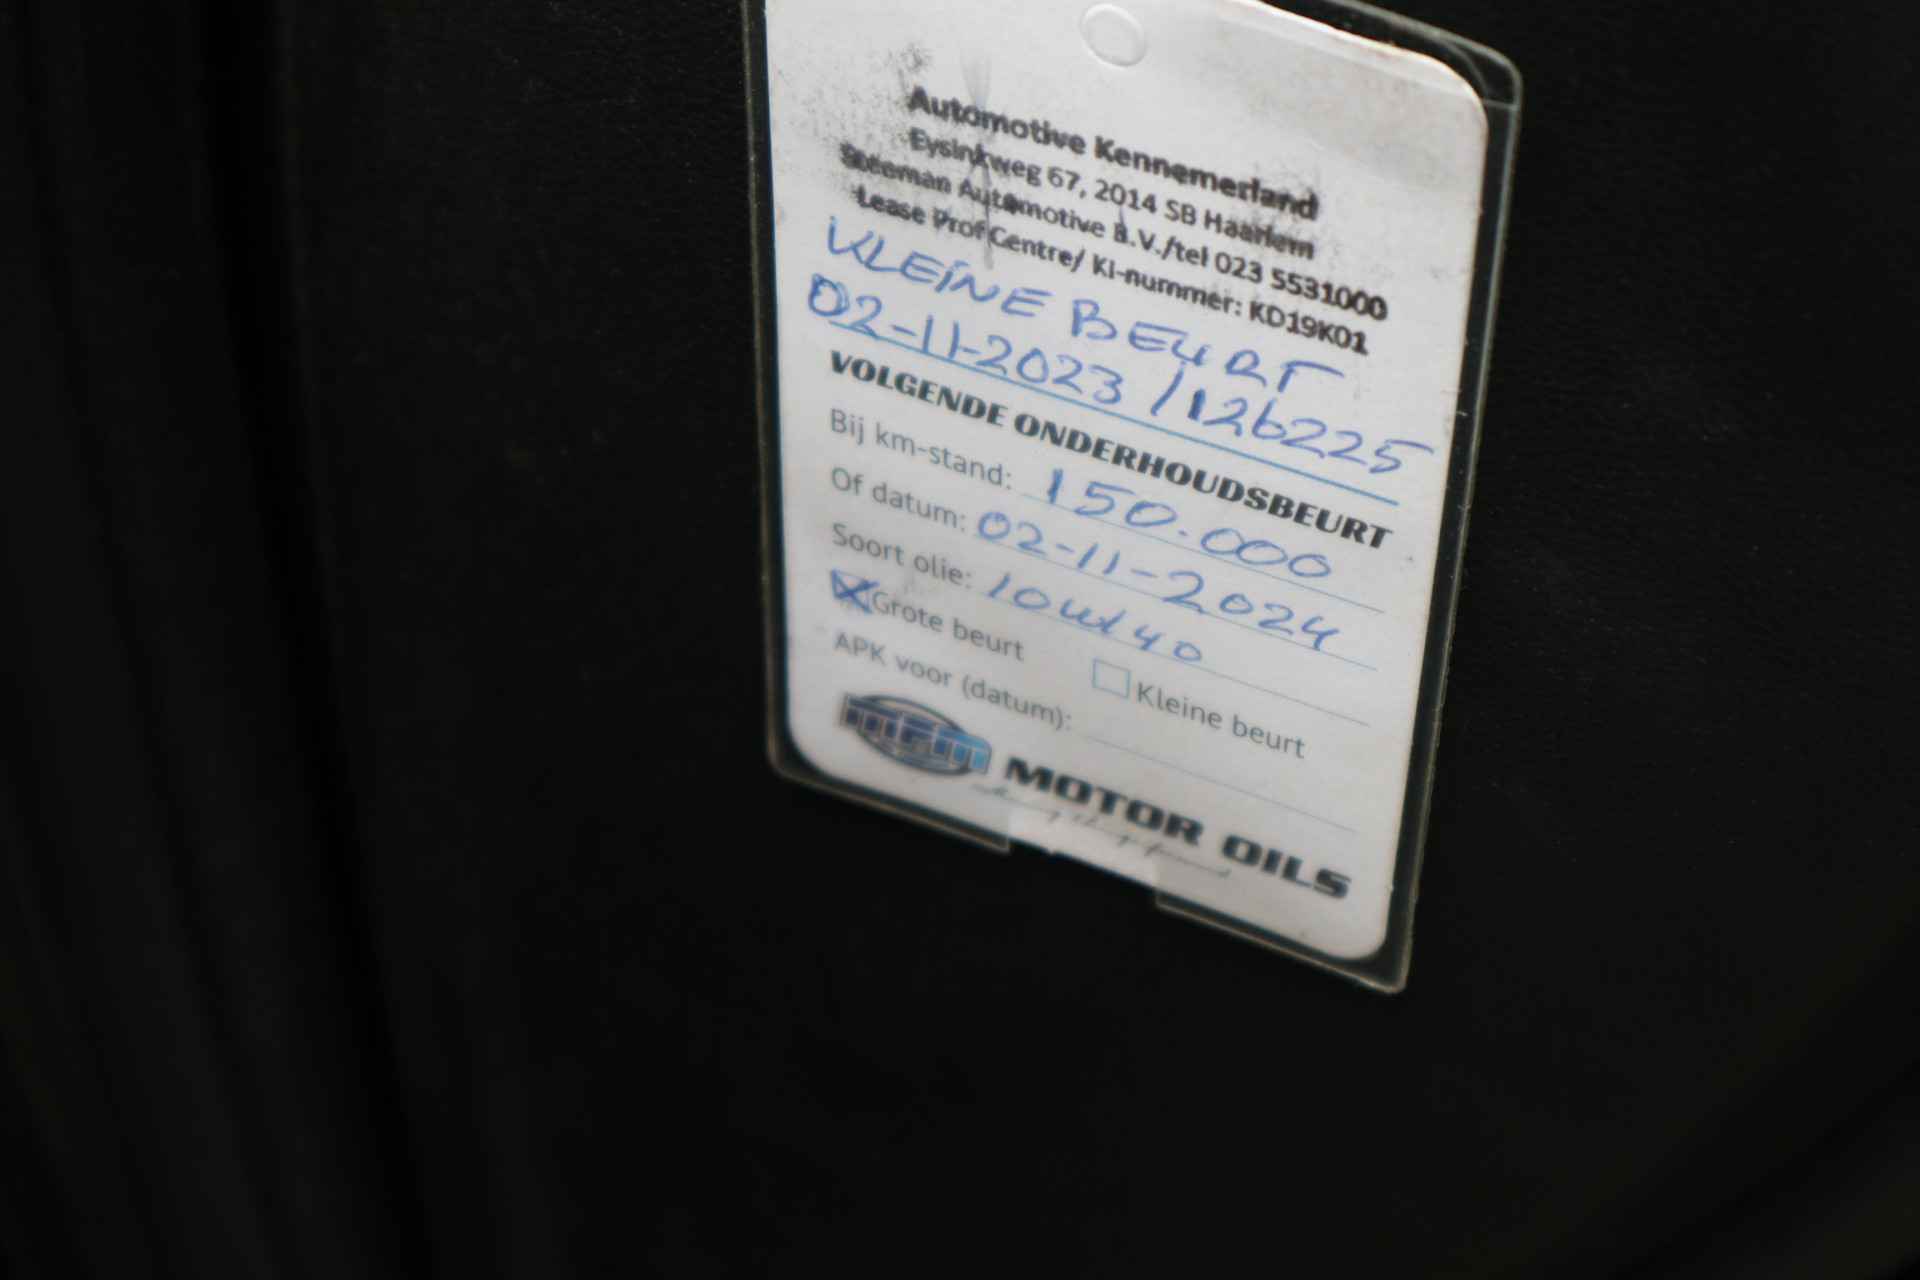 Automotive Kennemerland
Eysinkweg 67, 2014 SB Haarlem
Steeman Automotive B.V./tel 023 5531000
Lease Prof Centre/ KI-nummer: KD19K01
KLEINE BEURT
02-11-2023 / 126225
VOLGENDE ONDERHOUDSBEURT
Bij km-stand: 150.000
Of datum: 02-11-2024
Soort olie: 10w40
Grote beurt Kleine beurt
APK voor (datum):
MPM MOTOR OILS